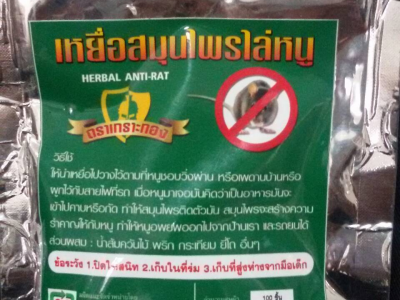 เหยื่อสมุนไพรไล่หนู
HERBAL ANTI-RAT
ตราเกราะทอง
วิธีใช้
ให้นำเหยื่อไปวางไว้ตามที่หนูชอบวิ่งผ่าน หรือเพดานบ้านหรือ
ผูกไว้กับสายไฟที่รถ เมื่อหนูมาเจอมันคิดว่าเป็นอาหารมันจะ
เข้าไปคาบหรือกัด ทำให้สมุนไพรติดตัวมัน สมุนไพรจะสร้างความ
รำคาญให้กับหนู ทำให้หนูอพยพออกไปจากบ้านเรา และรถยนต์ได้
ส่วนผสม : น้ำส้มควันไม้ พริก กระเทียม ยี่โถ อื่นๆ
ข้อระวัง 1.ปิดให้สนิท 2.เก็บในที่ร่ม 3.เก็บที่สูงห่างจากมือเด็ก
100 ชิ้น